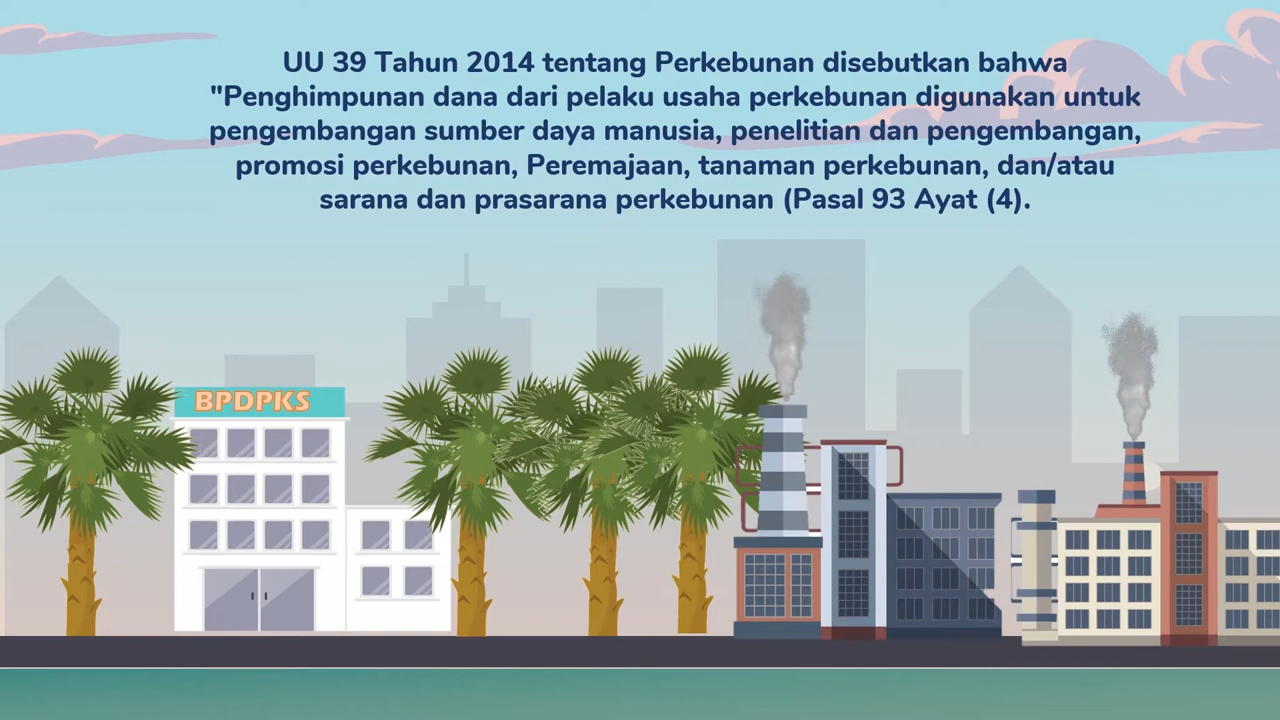 UU 39 Tahun 2014 tentang Perkebunan disebutkan bahwa
"Penghimpunan dana dari pelaku usaha perkebunan digunakan untuk
pengembangan sumber daya manusia, penelitian dan pengembangan,
promosi perkebunan, Peremajaan, tanaman perkebunan, dan/atau
sarana dan prasarana perkebunan (Pasal 93 Ayat (4).
BPDPKS